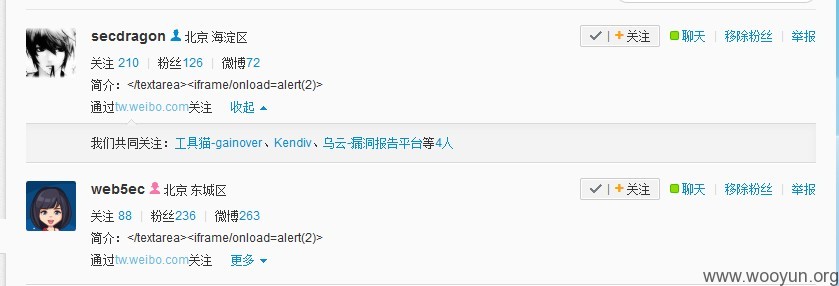 secdragon 北京 海淀区 关注 聊天 移除粉丝 举报
关注 210 粉丝126 微博72
简介：</textarea><iframe/onload=alert(2)>
通过tw.weibo.com关注 收起
我们共同关注：工具猫-gainover、Kendiv、乌云-漏洞报告平台等4人
web5ec 北京 东城区 关注 聊天 移除粉丝 举报
关注 88 粉丝236 微博263
简介：</textarea><iframe/onload=alert(2)>
通过tw.weibo.com关注 更多
www.wooyun.org